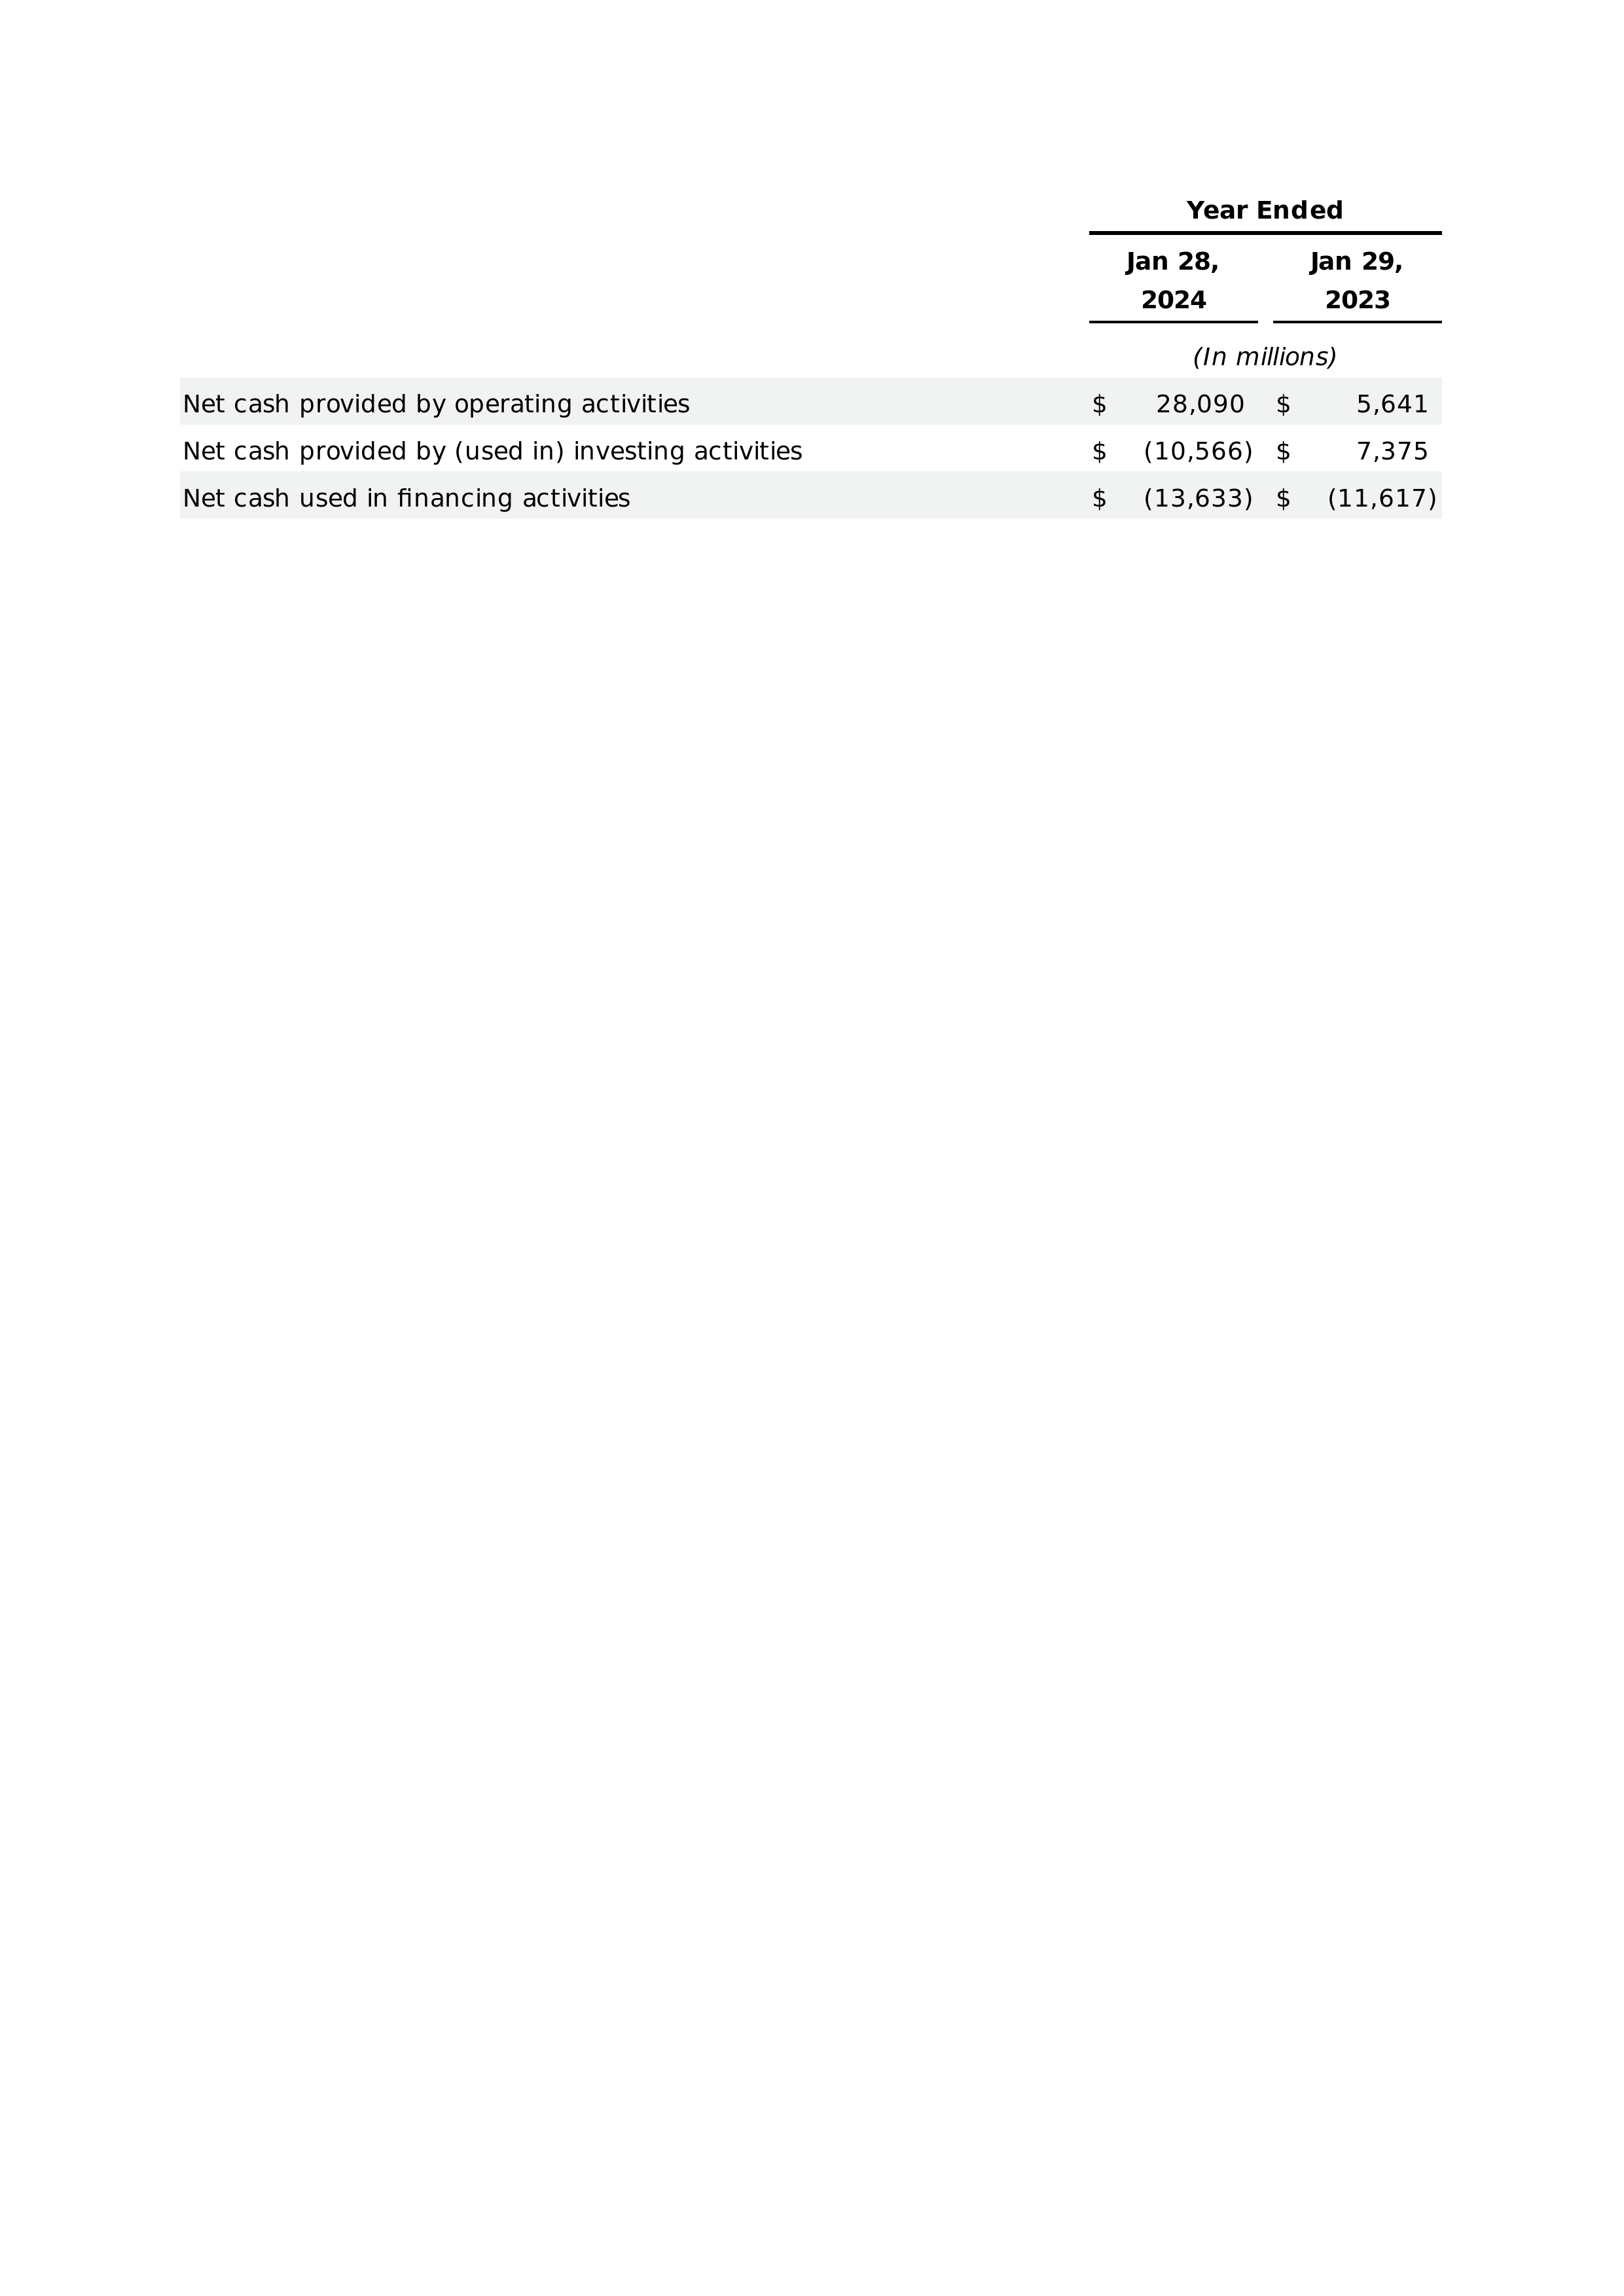 Year Ended
Jan 28, 2024 Jan 29, 2023
(In millions)
Net cash provided by operating activities $ 28,090 $ 5,641
Net cash provided by (used in) investing activities $ (10,566) $ 7,375
Net cash used in financing activities $ (13,633) $ (11,617)